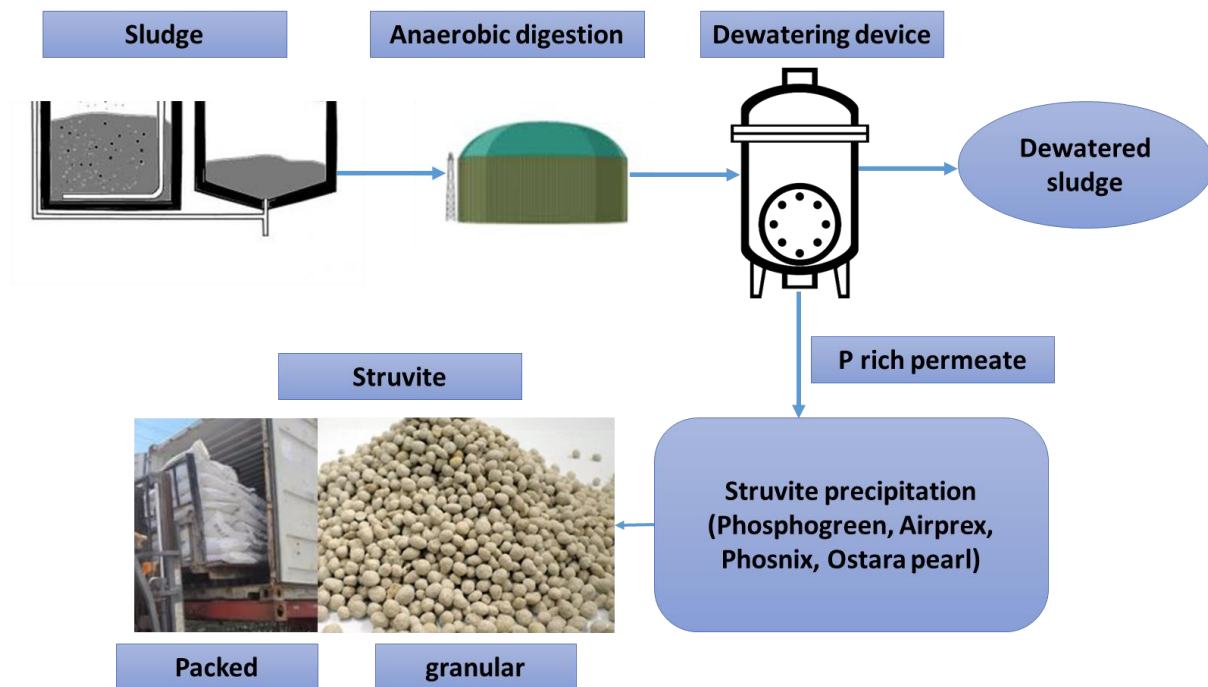 Sludge
Anaerobic digestion
Dewatering device
Dewatered
sludge
P rich permeate
Struvite
Struvite precipitation
(Phosphogreen, Airprex,
Phosnix, Ostara pearl)
Packed
granular